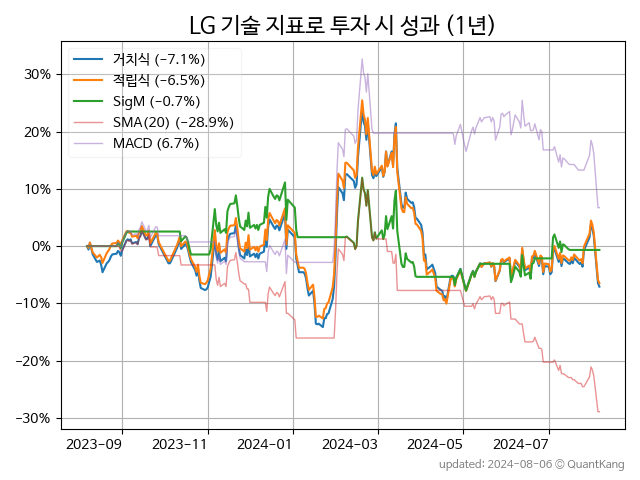 LG 기술 지표로 투자 시 성과 (1년)
거치식 (−7.1%)
적립식 (−6.5%)
SigM (−0.7%)
SMA(20) (−28.9%)
MACD (6.7%)
30%
20%
10%
0%
−10%
−20%
−30%
2023-09 2023-11 2024-01 2024-03 2024-05 2024-07
updated: 2024-08-06 © QuantKang